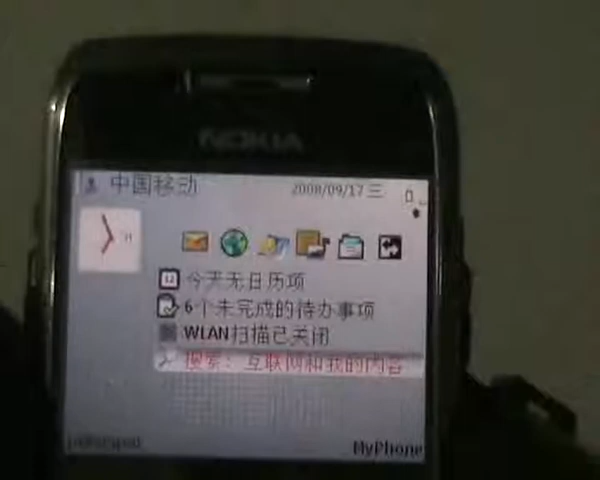 NOKIA
中国移动
2008/09/17 三
今天无日历项
6个未完成的待办事项
WLAN扫描已关闭
搜索：互联网和我的内容
MyPhone